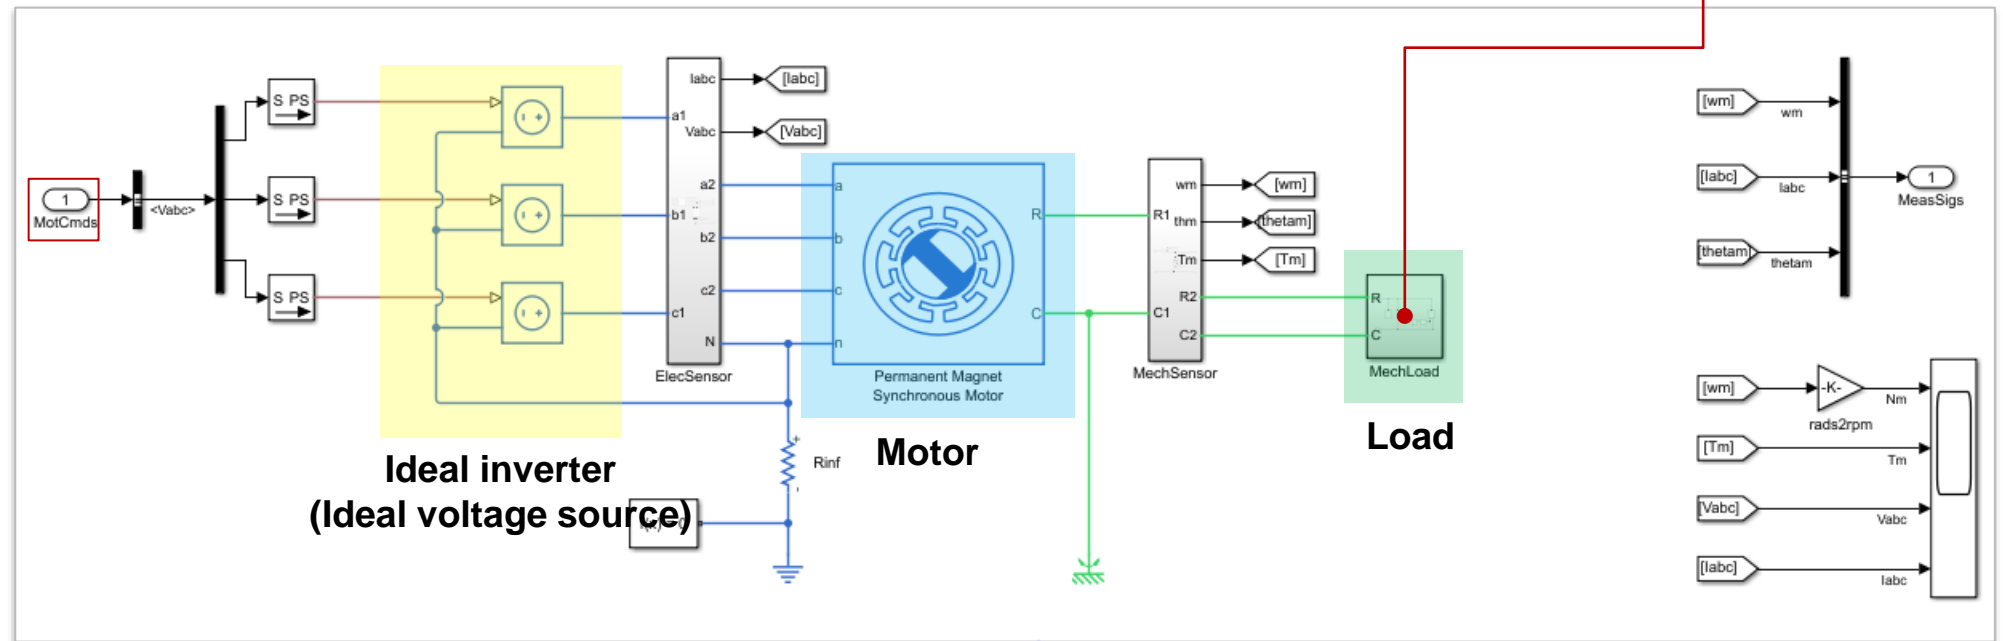 1
MotCmds
<Vabc>
S PS
S PS
S PS
Ideal inverter
(Ideal voltage source)
Iabc
a1
Vabc
a2
b1
b2
c2
c1
N
ElecSensor
[Iabc]
[Vabc]
a
b
c
n
R
C
Permanent Magnet
Synchronous Motor
Motor
+
Rinf
-
wm
R1
thm
Tm
R2
C1
C2
MechSensor
[wm]
[thetam]
[Tm]
R
C
MechLoad
Load
[wm]
wm
[Iabc]
Iabc
[thetam]
thetam
1
MeasSigs
[wm]
-K-
rads2rpm
Nm
[Tm]
Tm
[Vabc]
Vabc
[Iabc]
Iabc